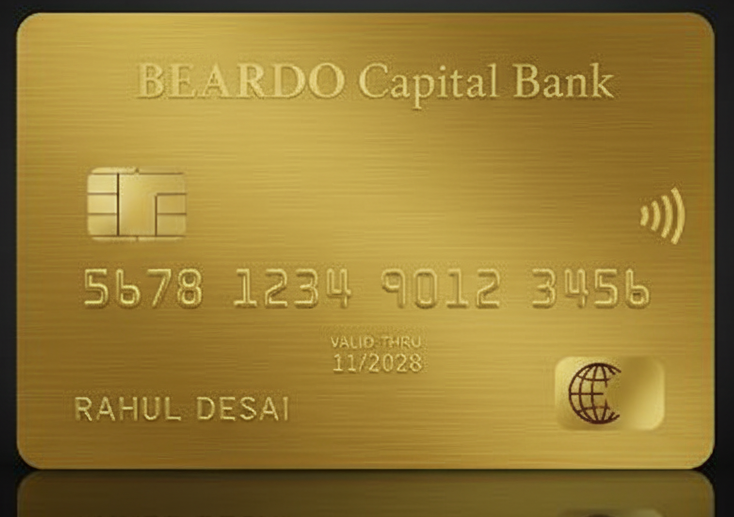 BEARDO Capital Bank
5678 1234 9012 3456
VALID THRU
11/2028
RAHUL DESAI